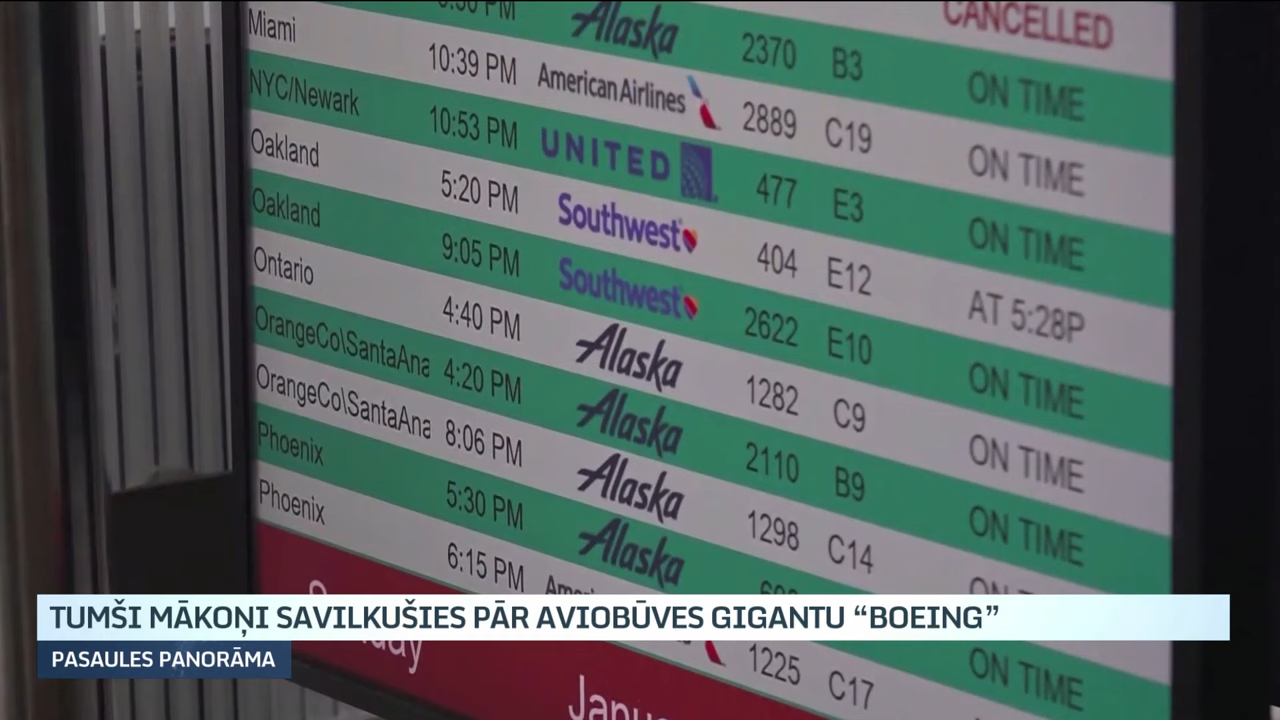 CANCELLED
PM Alaska 2370 B3 ON TIME
Miami 10:39 PM American Airlines 2889 C19 ON TIME
NYC/Newark 10:53 PM UNITED 477 E3 ON TIME
Oakland 5:20 PM Southwest 404 E12 AT 5:28P
Oakland 9:05 PM Southwest 2622 E10 ON TIME
Ontario 4:40 PM Alaska 1282 C9 ON TIME
OrangeCo\SantaAna 4:20 PM Alaska 2110 B9 ON TIME
OrangeCo\SantaAna 8:06 PM Alaska 1298 C14 ON TIME
Phoenix 5:30 PM Alaska
Phoenix 6:15 PM 1225 C17 ON TIME
TUMŠI MĀKOŅI SAVILKUŠIES PĀR AVIOBŪVES GIGANTU “BOEING”
PASAULES PANORĀMA